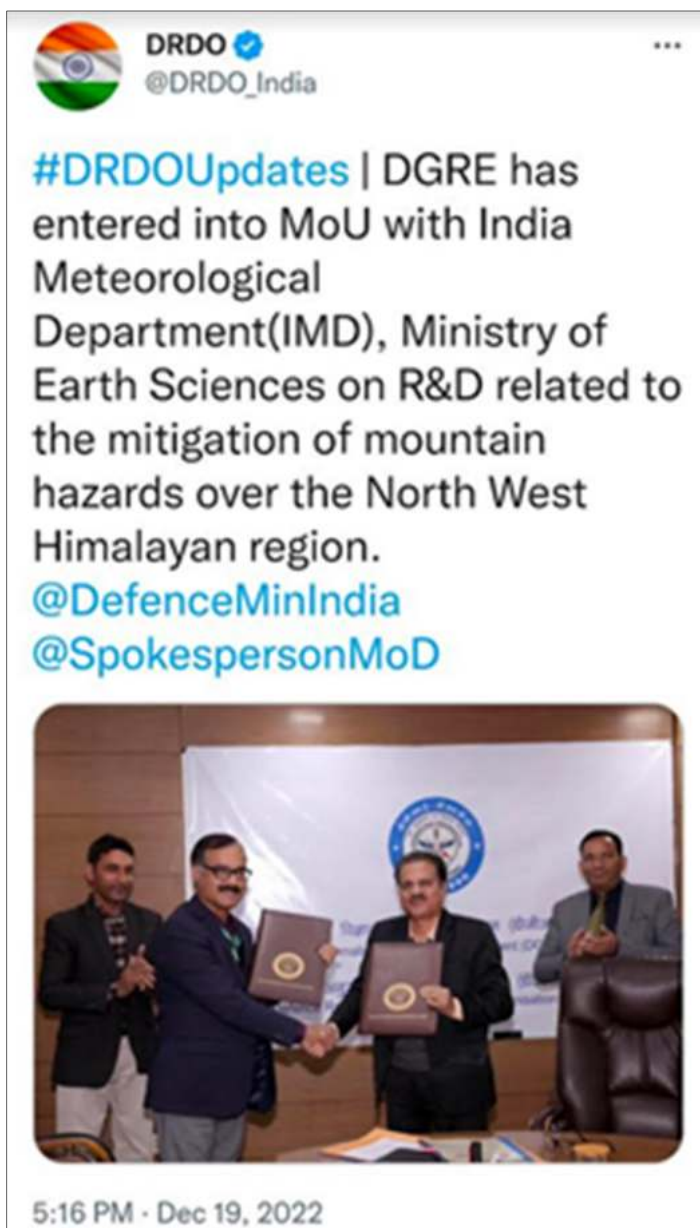 DRDO
@DRDO_India
#DRDOUpdates | DGRE has
entered into MoU with India
Meteorological
Department(IMD), Ministry of
Earth Sciences on R&D related to
the mitigation of mountain
hazards over the North West
Himalayan region.
@DefenceMinIndia
@SpokespersonMoD
5:16 PM · Dec 19, 2022